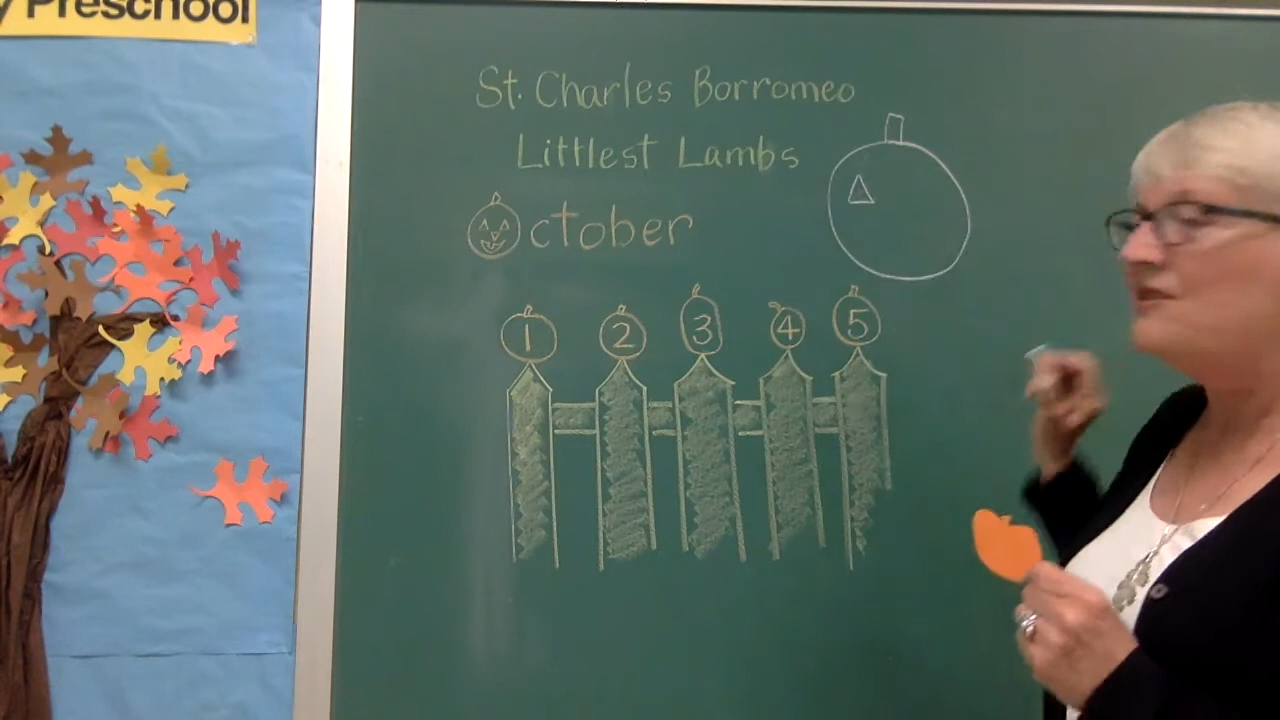 Preschool
St. Charles Borromeo
Littlest Lambs
October
1 2 3 4 5